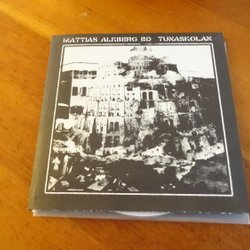 MATTIAS ALKBERG BD TUNASKOLAN